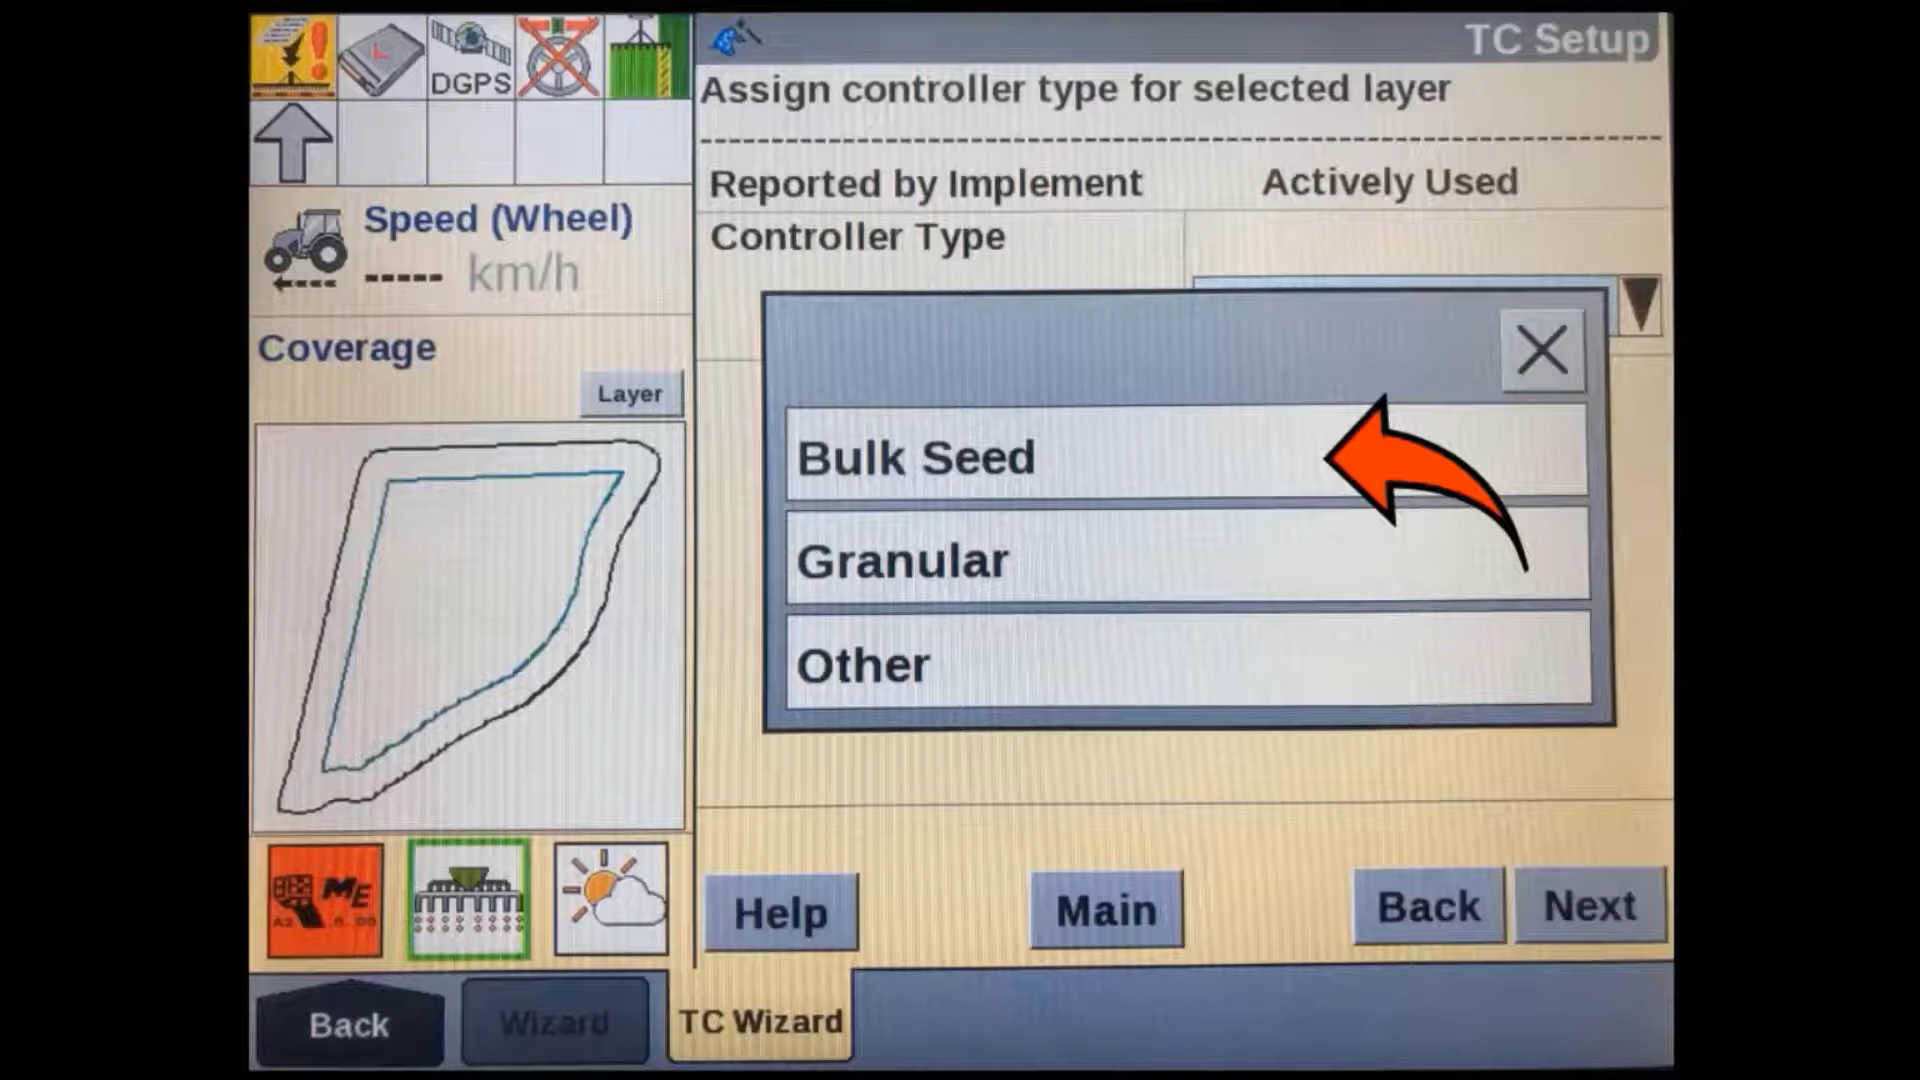 TC Setup
DGPS
Assign controller type for selected layer
Reported by Implement
Actively Used
Speed (Wheel)
----- km/h
Controller Type
Coverage
Layer
Bulk Seed
Granular
Other
ME
Help
Main
Back
Next
Back
Wizard
TC Wizard